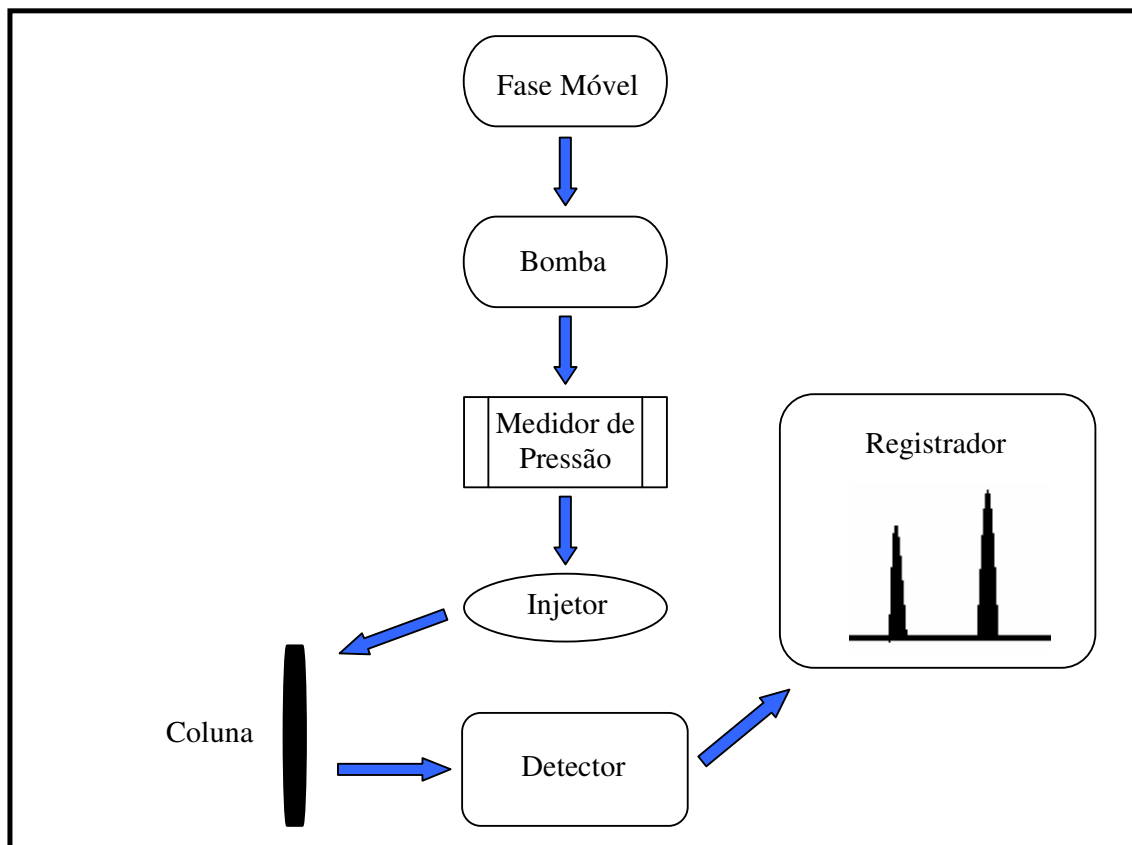 Fase Móvel
Bomba
Medidor de
Pressão
Registrador
Injetor
Coluna
Detector